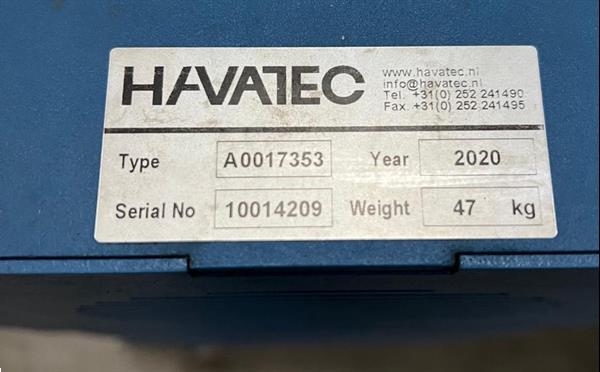 HAVATEC
www.havatec.nl
info@havatec.nl
Tel. +31(0) 252 241490
Fax. +31(0) 252 241495
Type A0017353 Year 2020
Serial No 10014209 Weight 47 kg